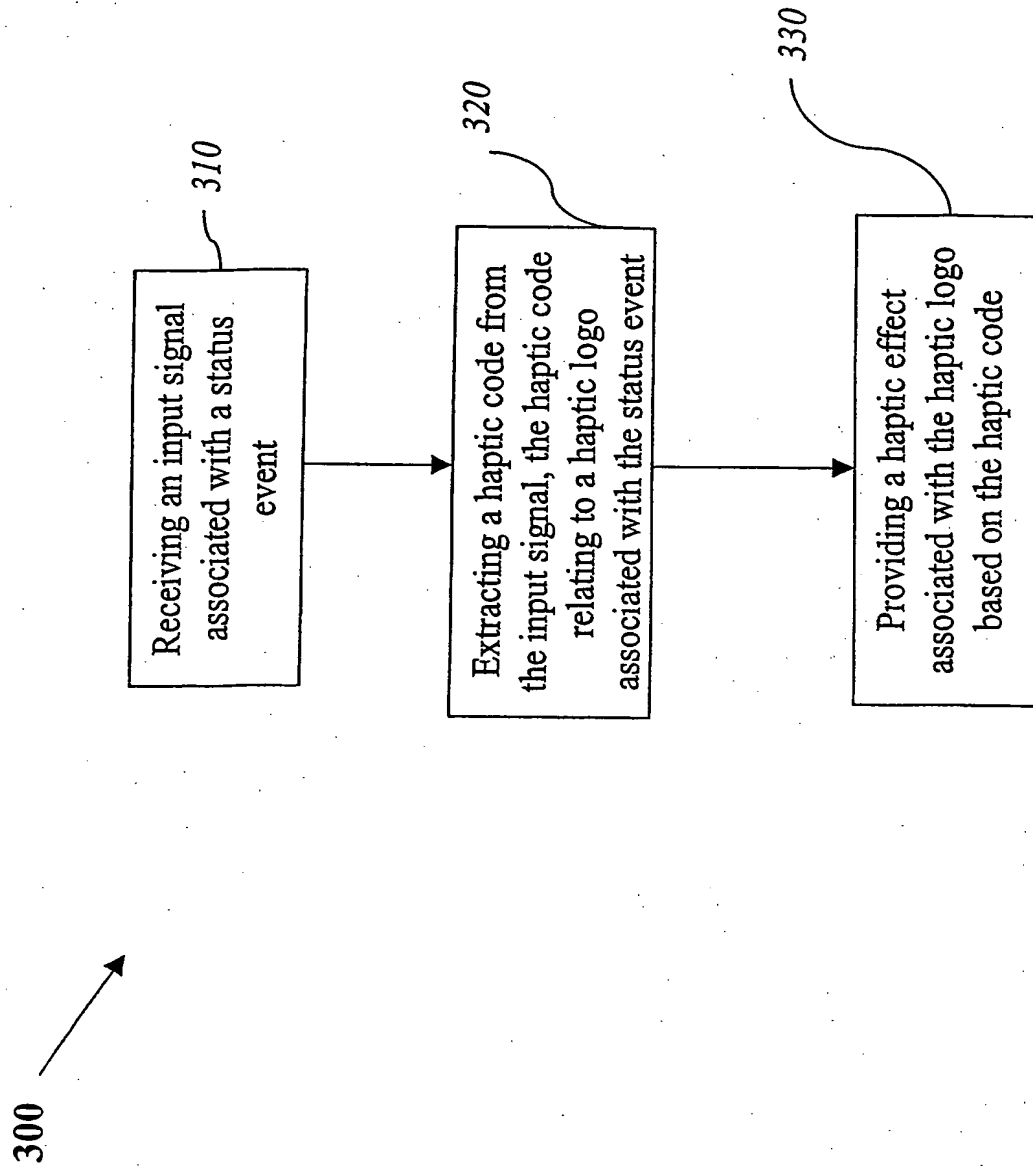 300
Receiving an input signal
associated with a status
event
310
Extracting a haptic code from
the input signal, the haptic code
relating to a haptic logo
associated with the status event
320
Providing a haptic effect
associated with the haptic logo
based on the haptic code
330